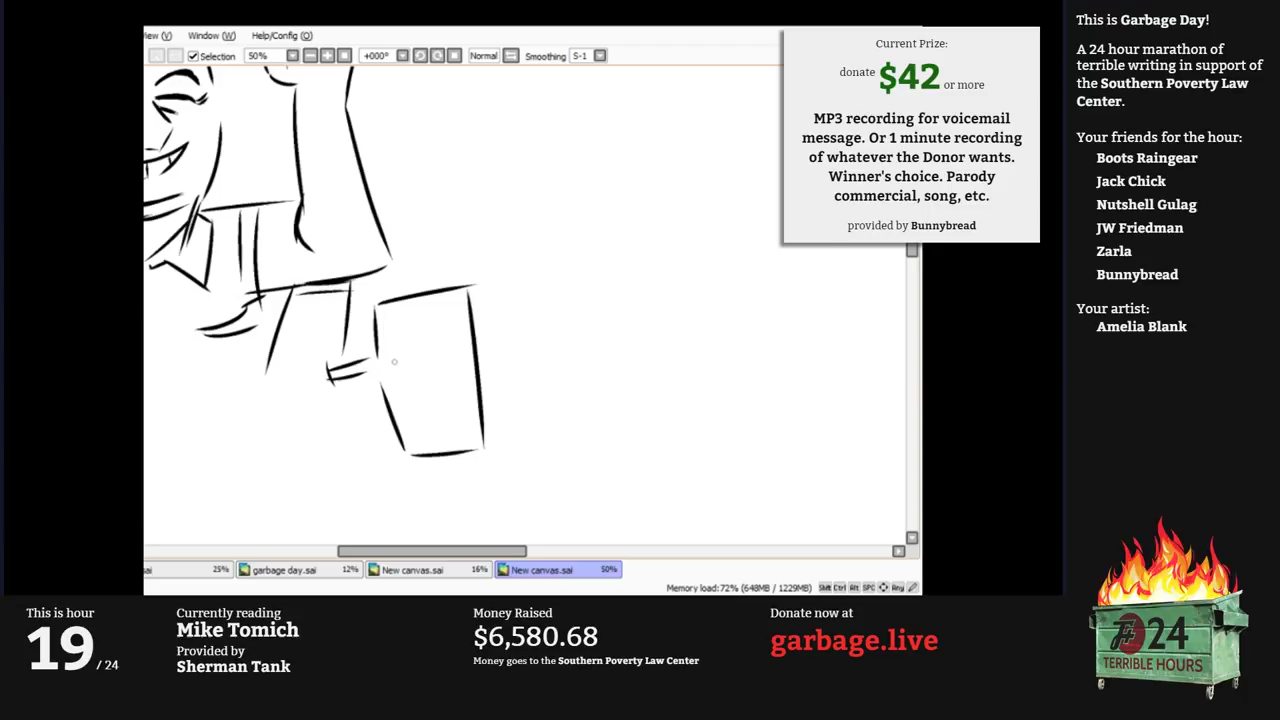 View (V) Window (W) Help/Config (O)
Selection 50% +000° Normal Smoothing S-1
Current Prize:
donate $42 or more
MP3 recording for voicemail
message. Or 1 minute recording
of whatever the Donor wants.
Winner's choice. Parody
commercial, song, etc.
provided by Bunnybread
This is Garbage Day!
A 24 hour marathon of
terrible writing in support of
the Southern Poverty Law
Center.
Your friends for the hour:
Boots Raingear
Jack Chick
Nutshell Gulag
JW Friedman
Zarla
Bunnybread
Your artist:
Amelia Blank
sai 25% garbage day.sai 12% New canvas.sai 16% New canvas.sai 50%
Memory load:72% (648MB / 1229MB) Shft Ctrl Alt SPC Any
This is hour
19 / 24
Currently reading
Mike Tomich
Provided by
Sherman Tank
Money Raised
$6,580.68
Money goes to the Southern Poverty Law Center
Donate now at
garbage.live
24
TERRIBLE HOURS